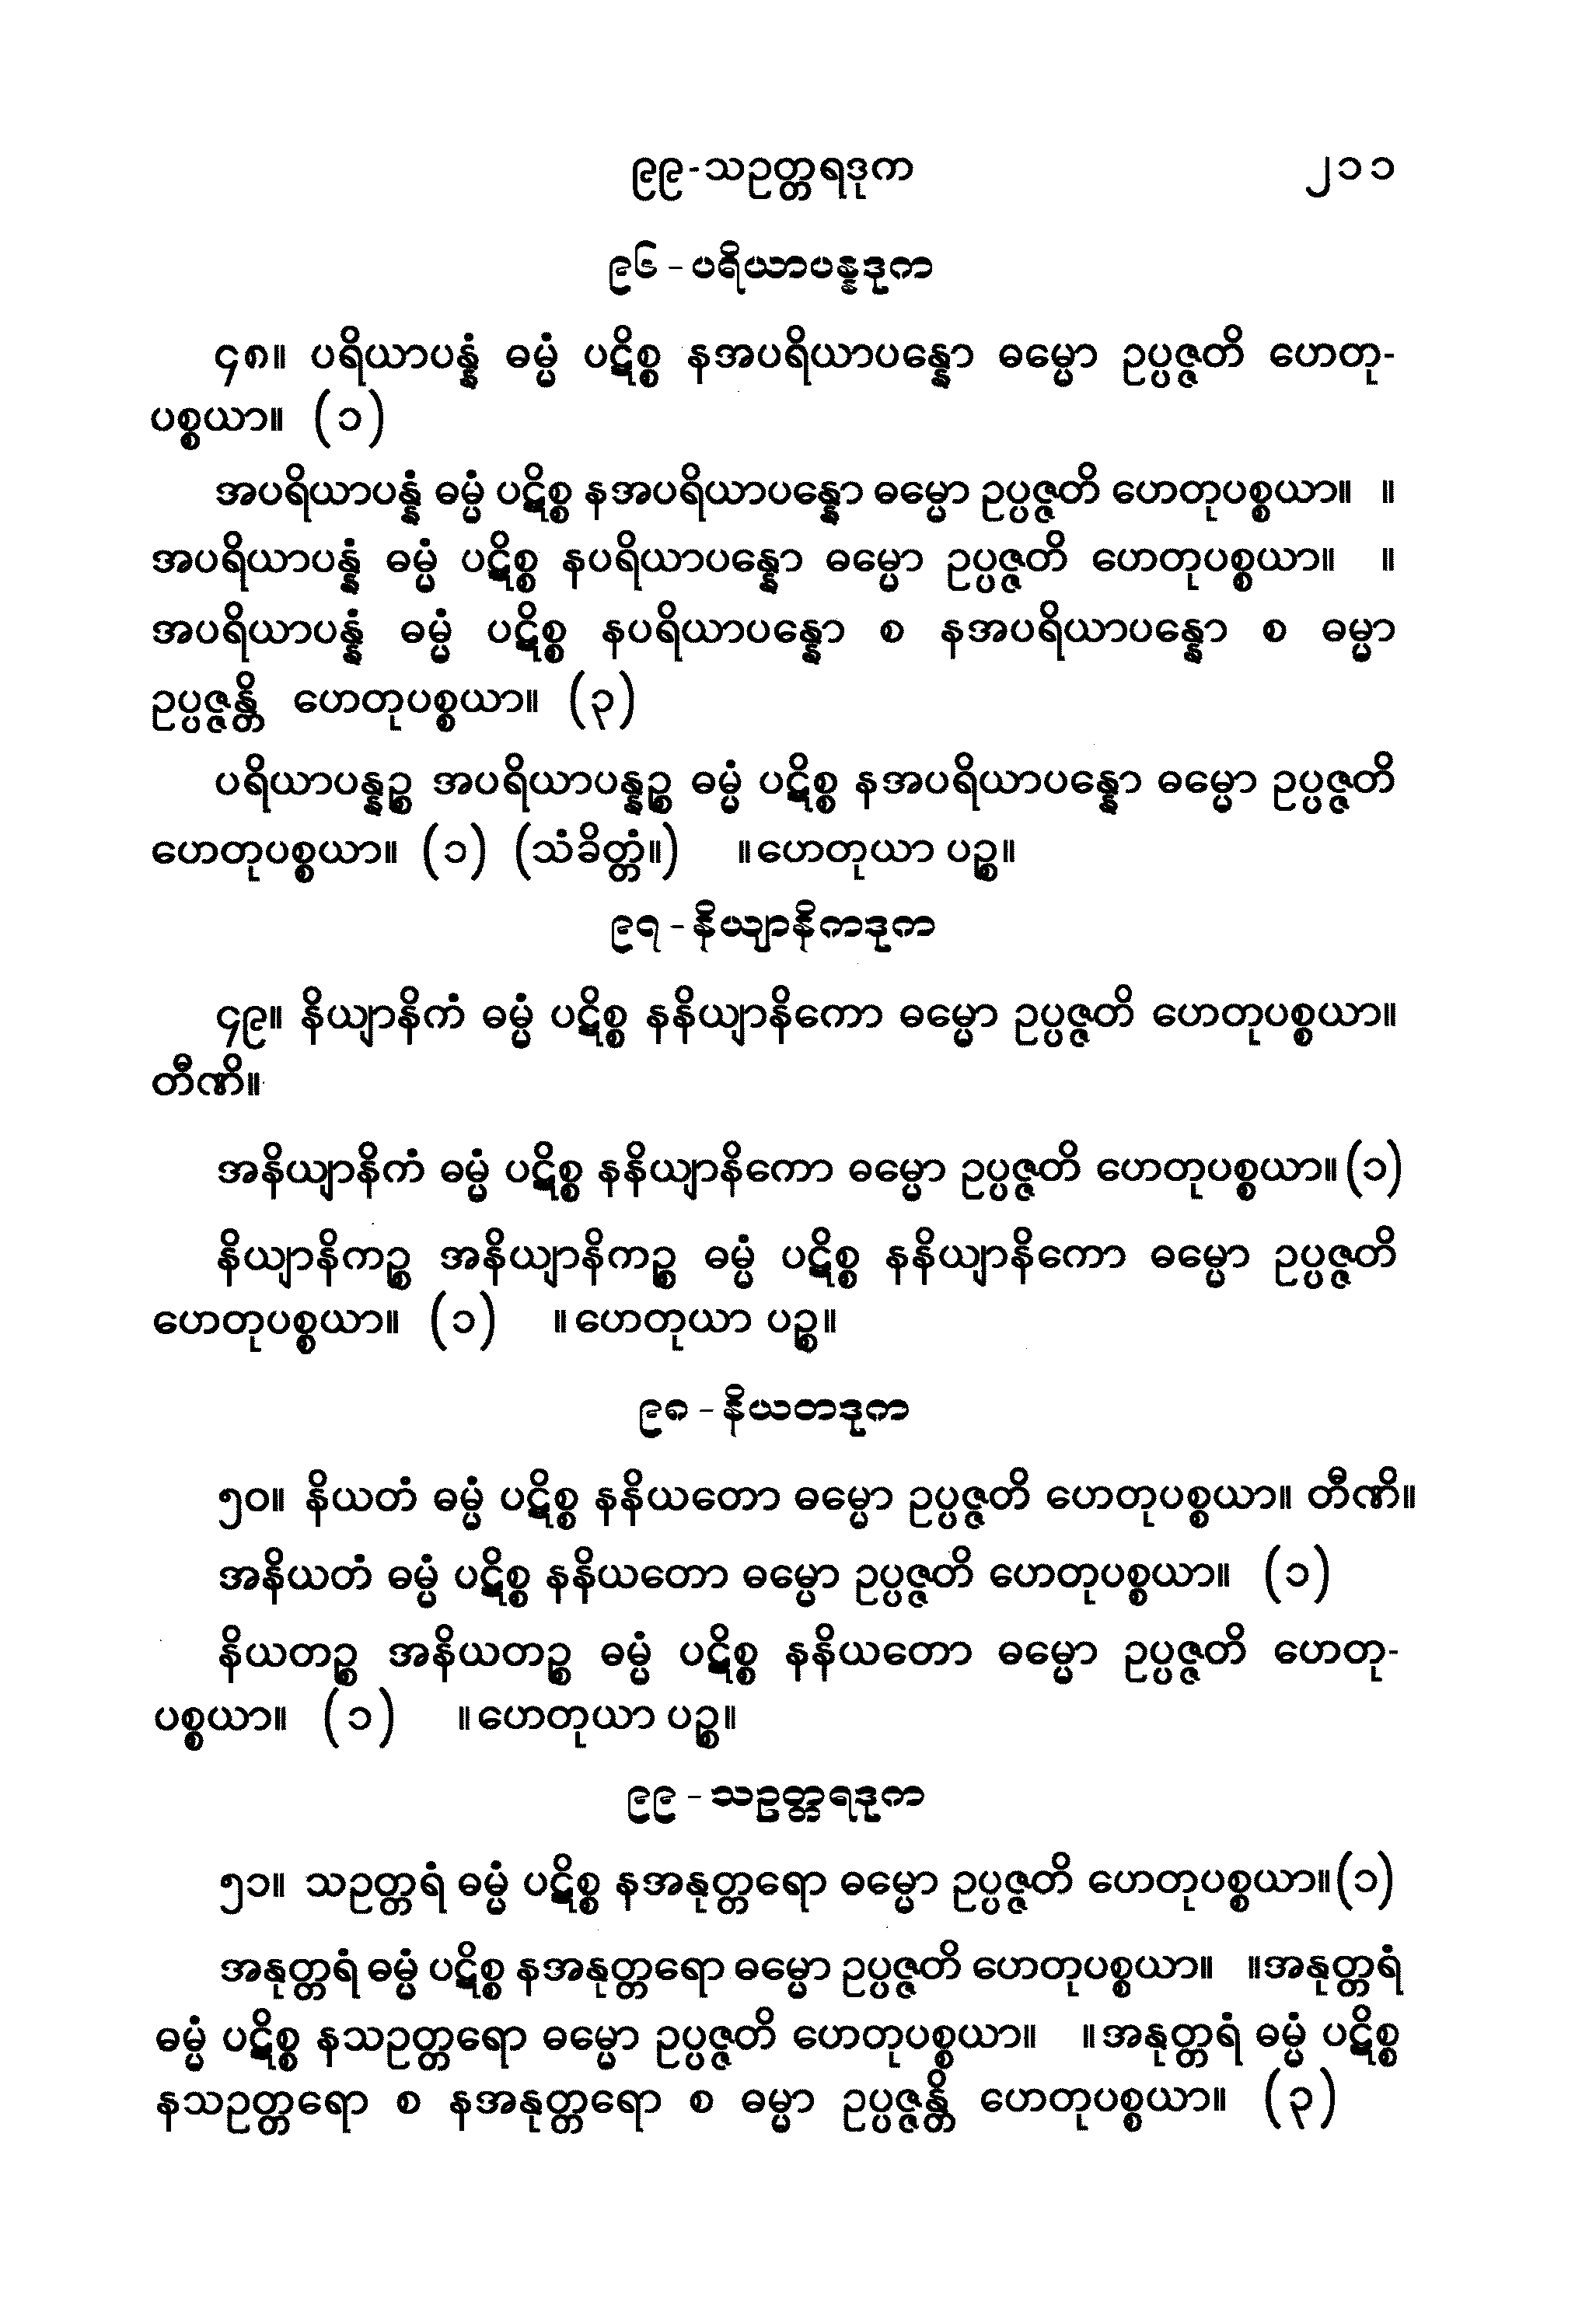 ၉၉-သဥတ္တရဒုက ၂၁၁
၉၆ - ပရိယာပန္နဒုက
၄၈။ ပရိယာပန္နံ ဓမ္မံ ပဋိစ္စ နအပရိယာပန္နော ဓမ္မော ဥပ္ပဇ္ဇတိ ဟေတု-
ပစ္စယာ။ (၁)
အပရိယာပန္နံ ဓမ္မံ ပဋိစ္စ နအပရိယာပန္နော ဓမ္မော ဥပ္ပဇ္ဇတိ ဟေတုပစ္စယာ။ ။
အပရိယာပန္နံ ဓမ္မံ ပဋိစ္စ နပရိယာပန္နော ဓမ္မော ဥပ္ပဇ္ဇတိ ဟေတုပစ္စယာ။ ။
အပရိယာပန္နံ ဓမ္မံ ပဋိစ္စ နပရိယာပန္နော စ နအပရိယာပန္နော စ ဓမ္မာ
ဥပ္ပဇ္ဇန္တိ ဟေတုပစ္စယာ။ (၃)
ပရိယာပန္နဉ္စ အပရိယာပန္နဉ္စ ဓမ္မံ ပဋိစ္စ နအပရိယာပန္နော ဓမ္မော ဥပ္ပဇ္ဇတိ
ဟေတုပစ္စယာ။ (၁) (သံခိတ္တံ။) ။ဟေတုယာ ပဉ္စ။
၉၇ - နိယျာနိကဒုက
၄၉။ နိယျာနိကံ ဓမ္မံ ပဋိစ္စ နနိယျာနိကော ဓမ္မော ဥပ္ပဇ္ဇတိ ဟေတုပစ္စယာ။
တီဏိ။
အနိယျာနိကံ ဓမ္မံ ပဋိစ္စ နနိယျာနိကော ဓမ္မော ဥပ္ပဇ္ဇတိ ဟေတုပစ္စယာ။(၁)
နိယျာနိကဉ္စ အနိယျာနိကဉ္စ ဓမ္မံ ပဋိစ္စ နနိယျာနိကော ဓမ္မော ဥပ္ပဇ္ဇတိ
ဟေတုပစ္စယာ။ (၁) ။ဟေတုယာ ပဉ္စ။
၉၈ - နိယတဒုက
၅၀။ နိယတံ ဓမ္မံ ပဋိစ္စ နနိယတော ဓမ္မော ဥပ္ပဇ္ဇတိ ဟေတုပစ္စယာ။ တီဏိ။
အနိယတံ ဓမ္မံ ပဋိစ္စ နနိယတော ဓမ္မော ဥပ္ပဇ္ဇတိ ဟေတုပစ္စယာ။ (၁)
နိယတဉ္စ အနိယတဉ္စ ဓမ္မံ ပဋိစ္စ နနိယတော ဓမ္မော ဥပ္ပဇ္ဇတိ ဟေတု-
ပစ္စယာ။ (၁) ။ဟေတုယာ ပဉ္စ။
၉၉ - သဥတ္တရဒုက
၅၁။ သဥတ္တရံ ဓမ္မံ ပဋိစ္စ နအနုတ္တရော ဓမ္မော ဥပ္ပဇ္ဇတိ ဟေတုပစ္စယာ။(၁)
အနုတ္တရံ ဓမ္မံ ပဋိစ္စ နအနုတ္တရော ဓမ္မော ဥပ္ပဇ္ဇတိ ဟေတုပစ္စယာ။ ။အနုတ္တရံ
ဓမ္မံ ပဋိစ္စ နသဥတ္တရော ဓမ္မော ဥပ္ပဇ္ဇတိ ဟေတုပစ္စယာ။ ။အနုတ္တရံ ဓမ္မံ ပဋိစ္စ
နသဥတ္တရော စ နအနုတ္တရော စ ဓမ္မာ ဥပ္ပဇ္ဇန္တိ ဟေတုပစ္စယာ။ (၃)